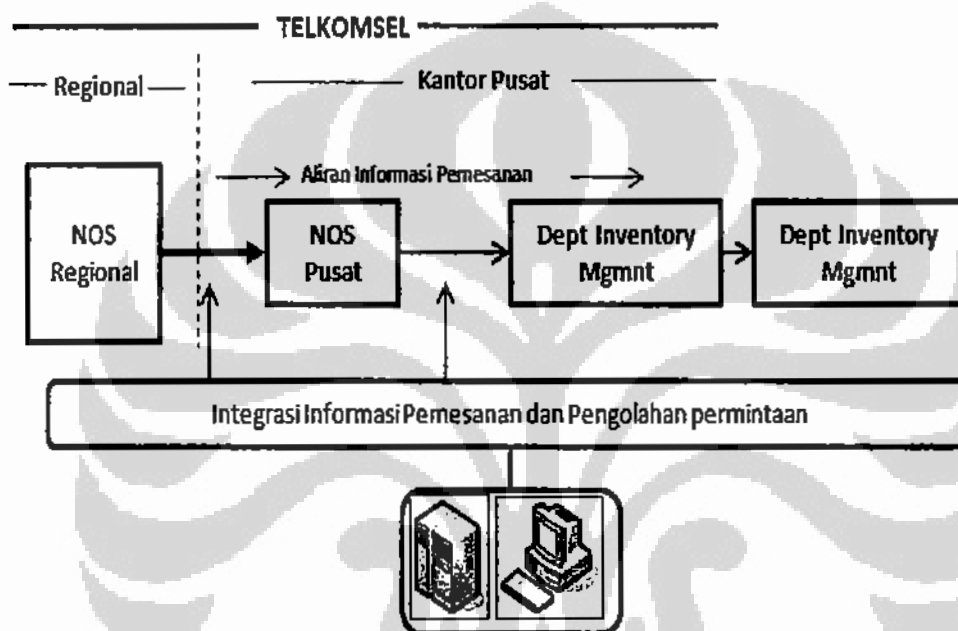 TELKOMSEL
Regional
Kantor Pusat
Aliran Informasi Pemesanan
NOS
Regional
NOS
Pusat
Dept Inventory
Mgmnt
Dept Inventory
Mgmnt
Integrasi Informasi Pemesanan dan Pengolahan permintaan